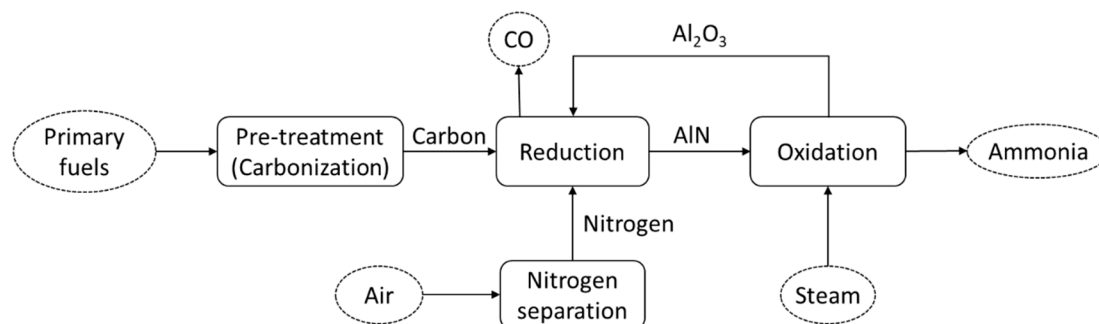 CO
Al₂O₃
Primary
fuels
Pre-treatment
(Carbonization)
Carbon
Reduction
AlN
Oxidation
Ammonia
Nitrogen
Air
Nitrogen
separation
Steam